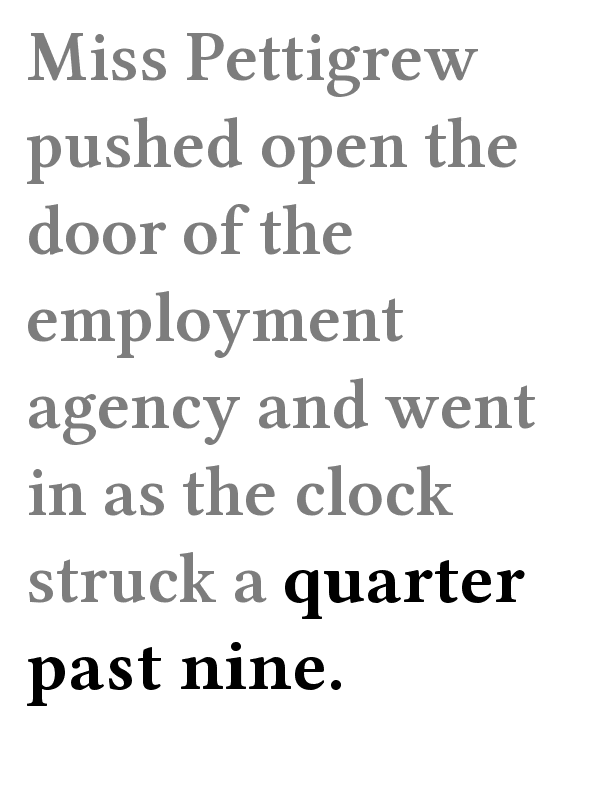 Miss Pettigrew
pushed open the
door of the
employment
agency and went
in as the clock
struck a quarter
past nine.